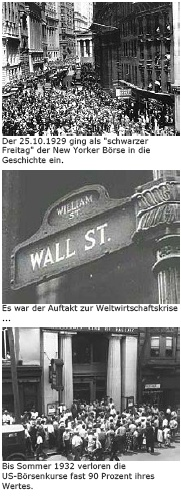 Der 25.10.1929 ging als "schwarzer
Freitag" der New Yorker Börse in die
Geschichte ein.
WILLIAM ST.
WALL ST.
Es war der Auftakt zur Weltwirtschaftskrise
...
Bis Sommer 1932 verloren die
US-Börsenkurse fast 90 Prozent ihres
Wertes.